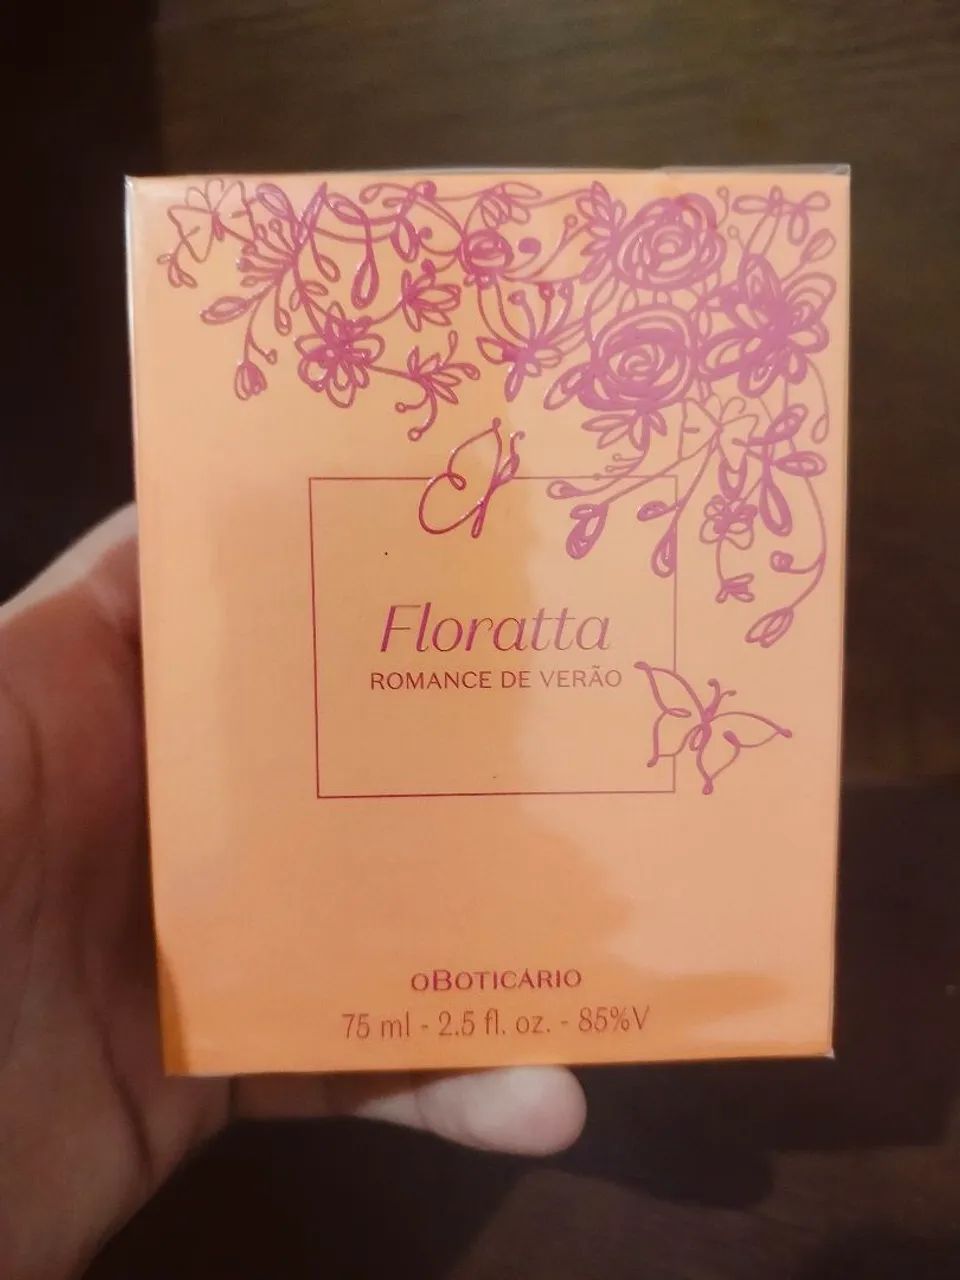 Floratta
ROMANCE DE VERÃO
oBOTICÁRIO
75 ml - 2.5 fl. oz. - 85%V